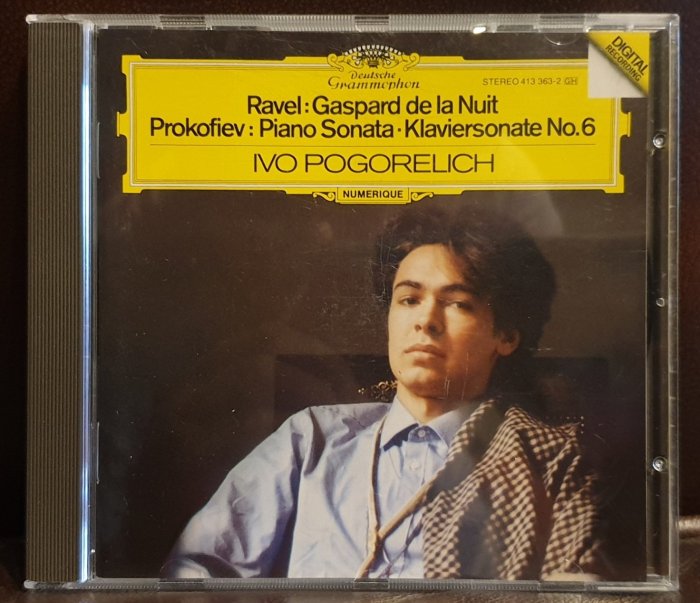 Deutsche
Grammophon
STEREO 413 363-2 GH
DIGITAL
RECORDING
Ravel: Gaspard de la Nuit
Prokofiev: Piano Sonata · Klaviersonate No. 6
IVO POGORELICH
NUMERIQUE